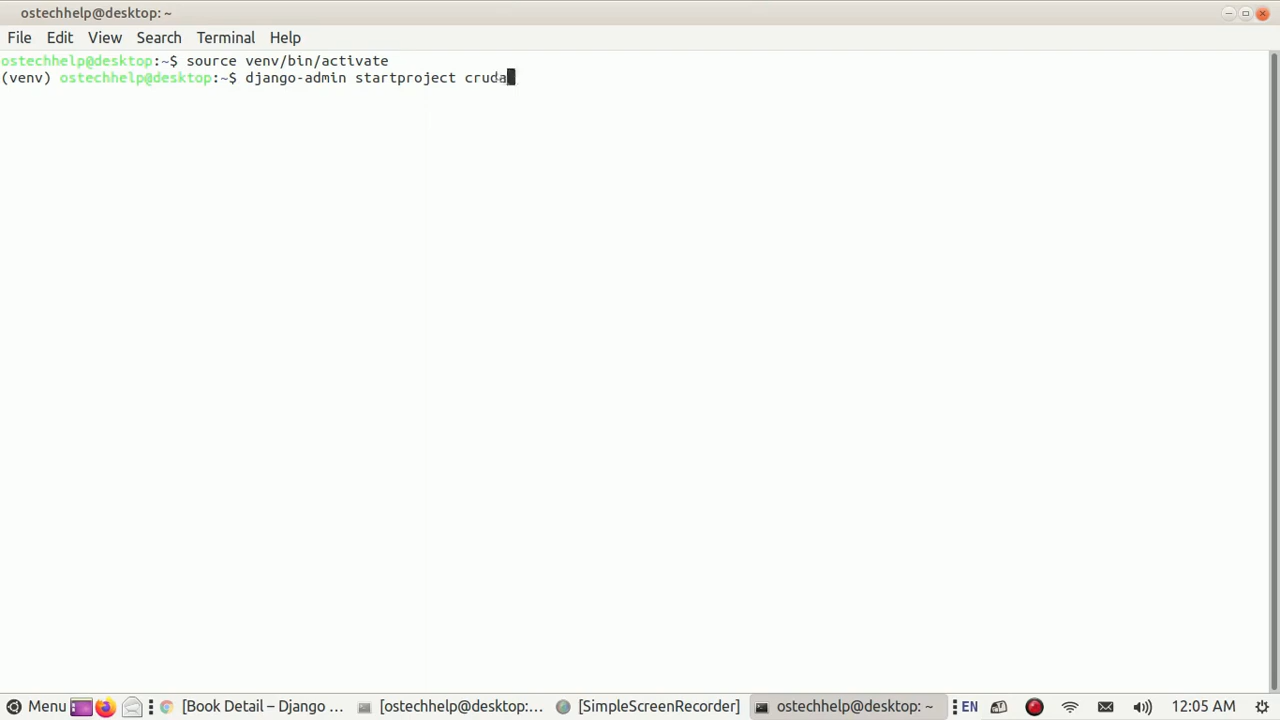 ostechhelp@desktop: ~
File Edit View Search Terminal Help
ostechhelp@desktop:~$ source venv/bin/activate
(venv) ostechhelp@desktop:~$ django-admin startproject cruda
Menu [Book Detail – Django ... [ostechhelp@desktop:... [SimpleScreenRecorder] ostechhelp@desktop: ~ EN 12:05 AM